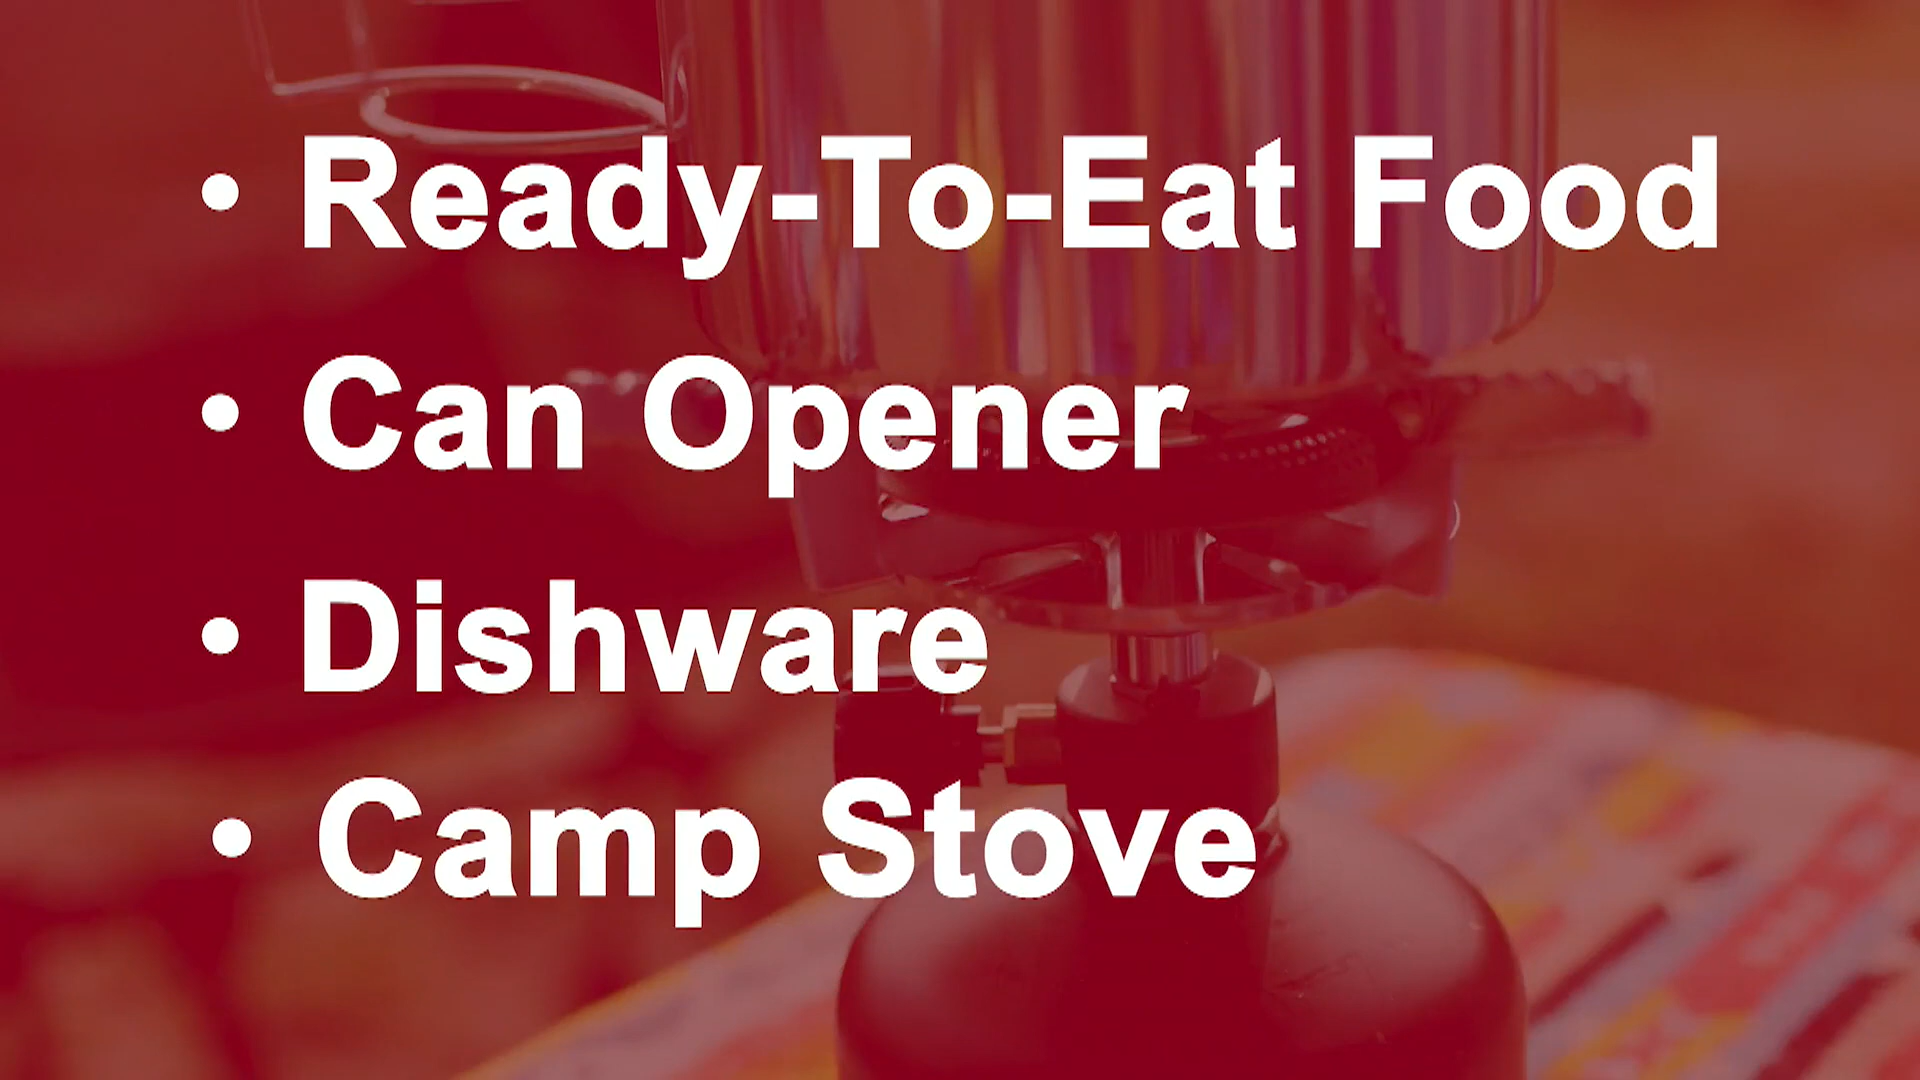 • Ready-To-Eat Food
• Can Opener
• Dishware
• Camp Stove